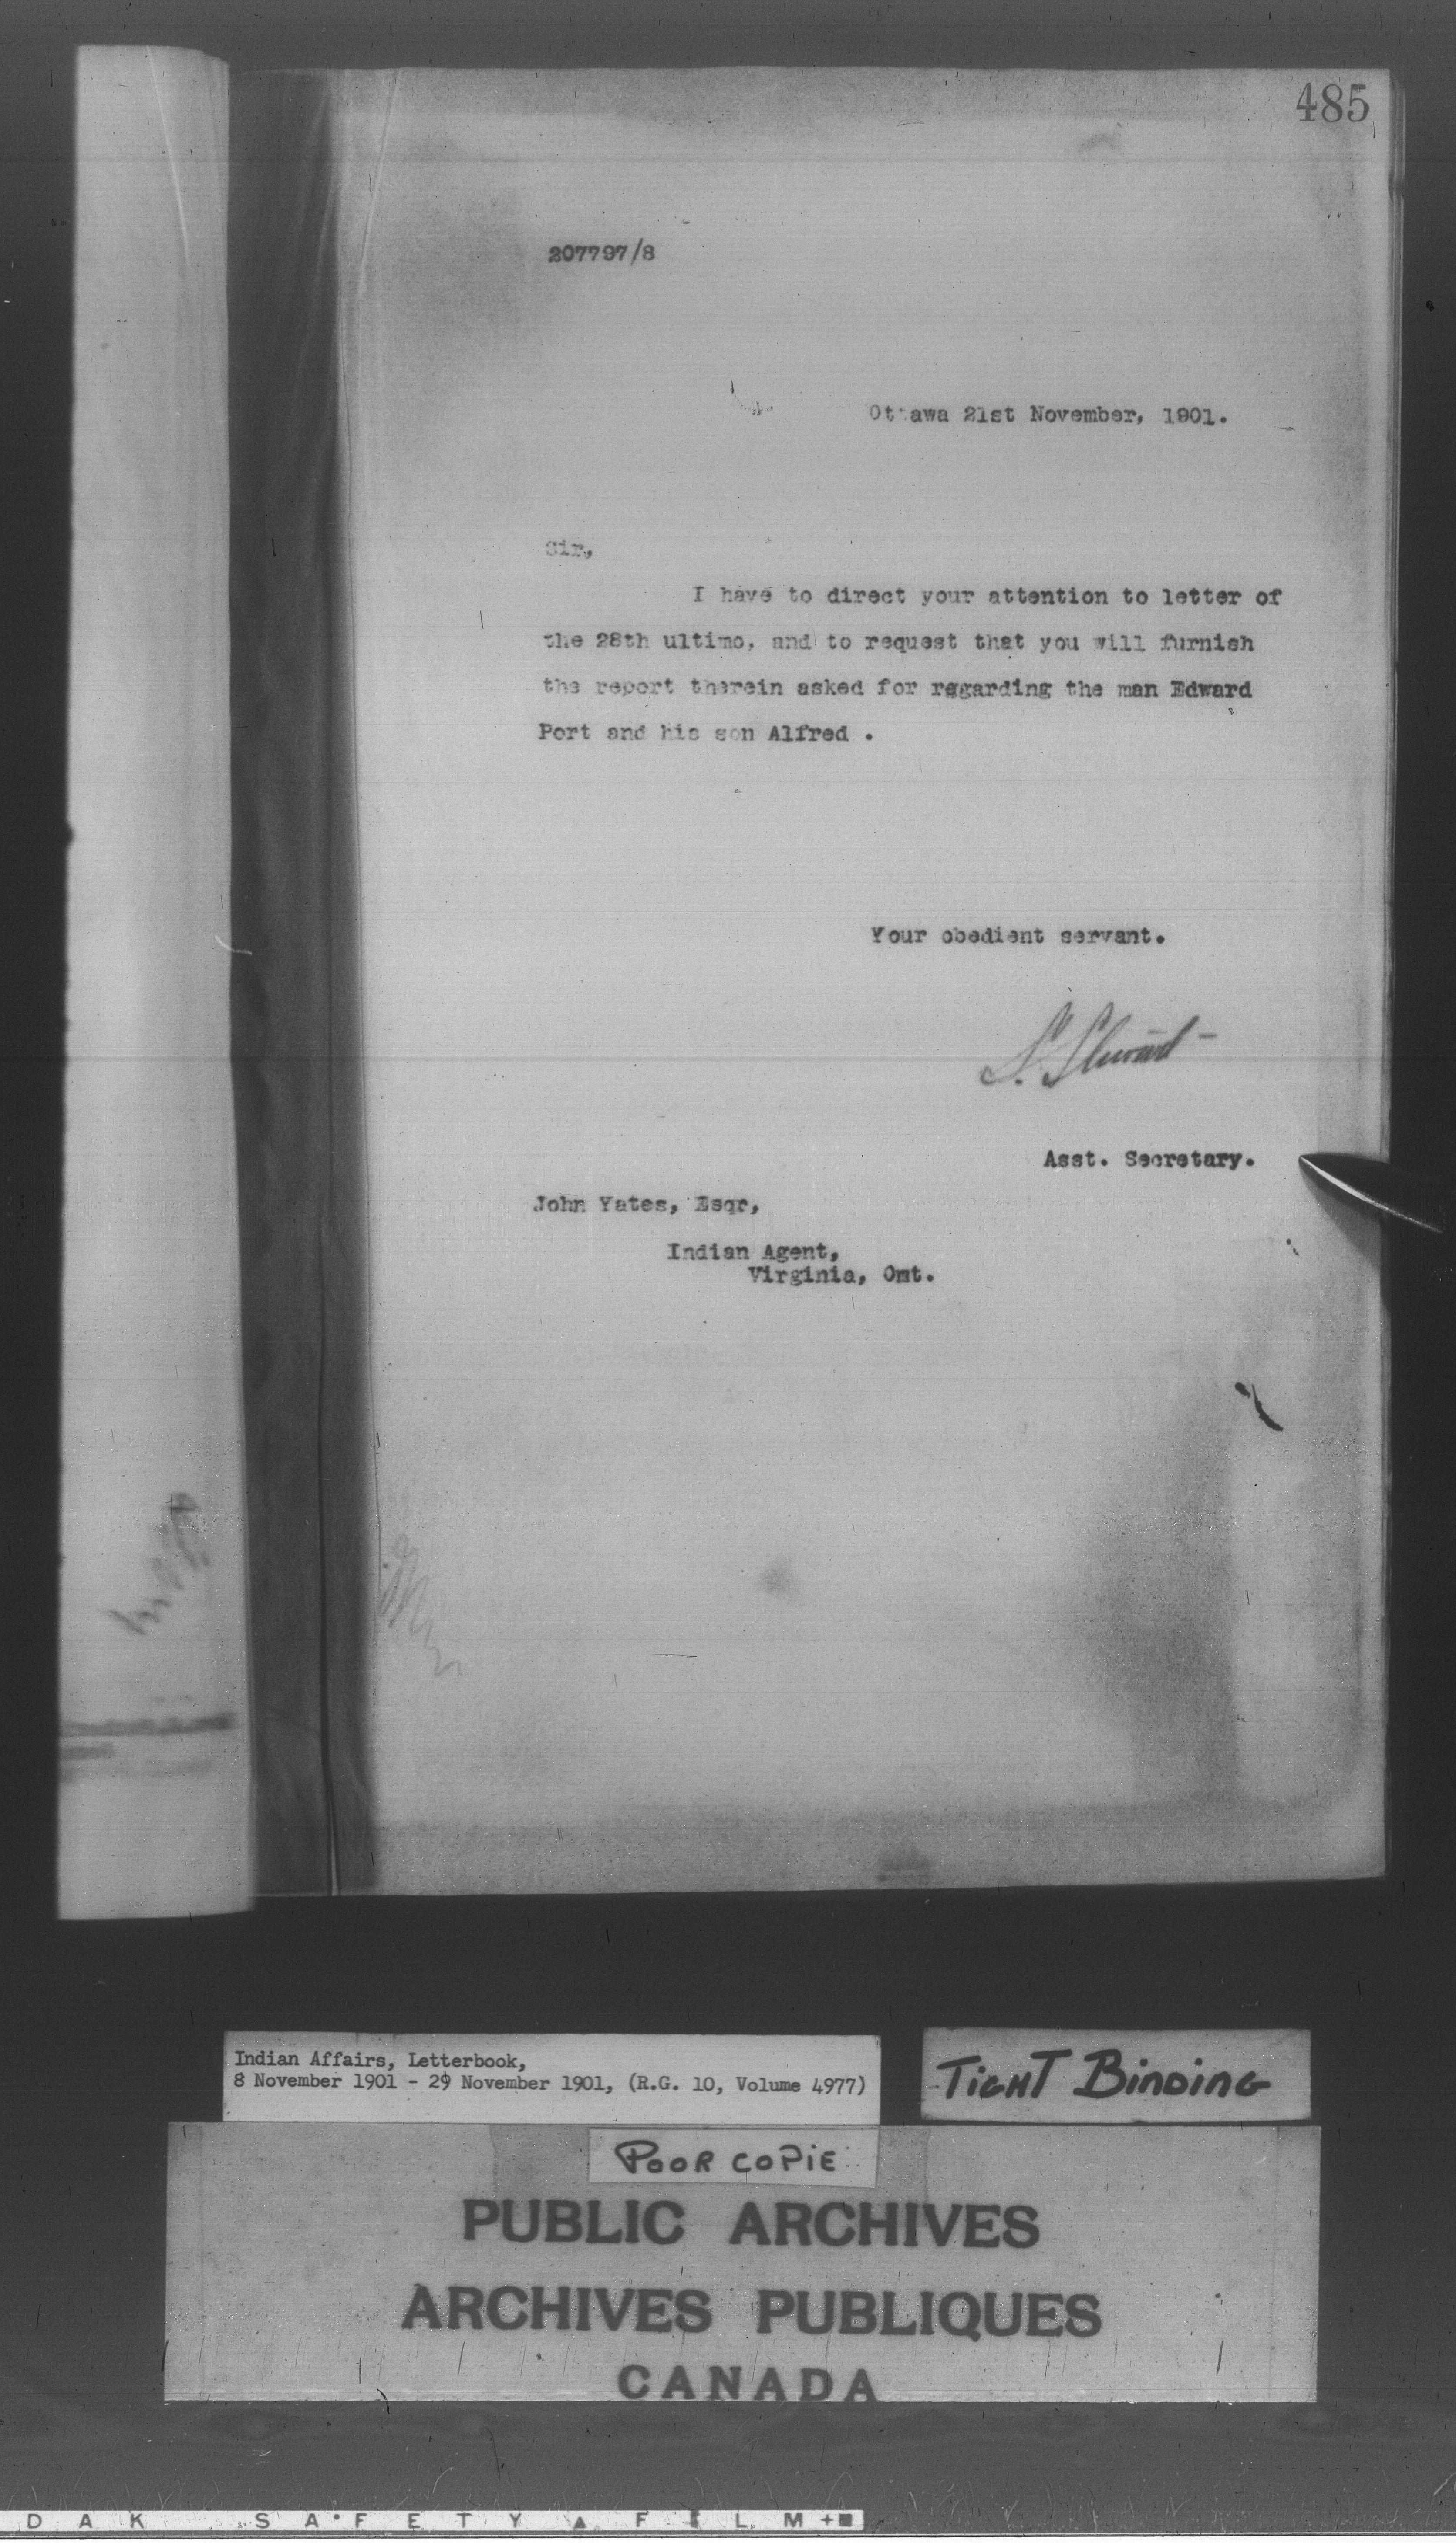 485
207797/8
Ottawa 21st November, 1901.
Sir,
I have to direct your attention to letter of
the 28th ultimo, and to request that you will furnish
the report therein asked for regarding the man Edward
Port and his son Alfred .
Your obedient servant.
S. Stewart
Asst. Secretary.
John Yates, Esqr,
Indian Agent,
Virginia, Ont.
Indian Affairs, Letterbook,
8 November 1901 - 29 November 1901, (R.G. 10, Volume 4977)
TIGHT BINDING
POOR COPIE
PUBLIC ARCHIVES
ARCHIVES PUBLIQUES
CANADA
DAK SAFETY FILM